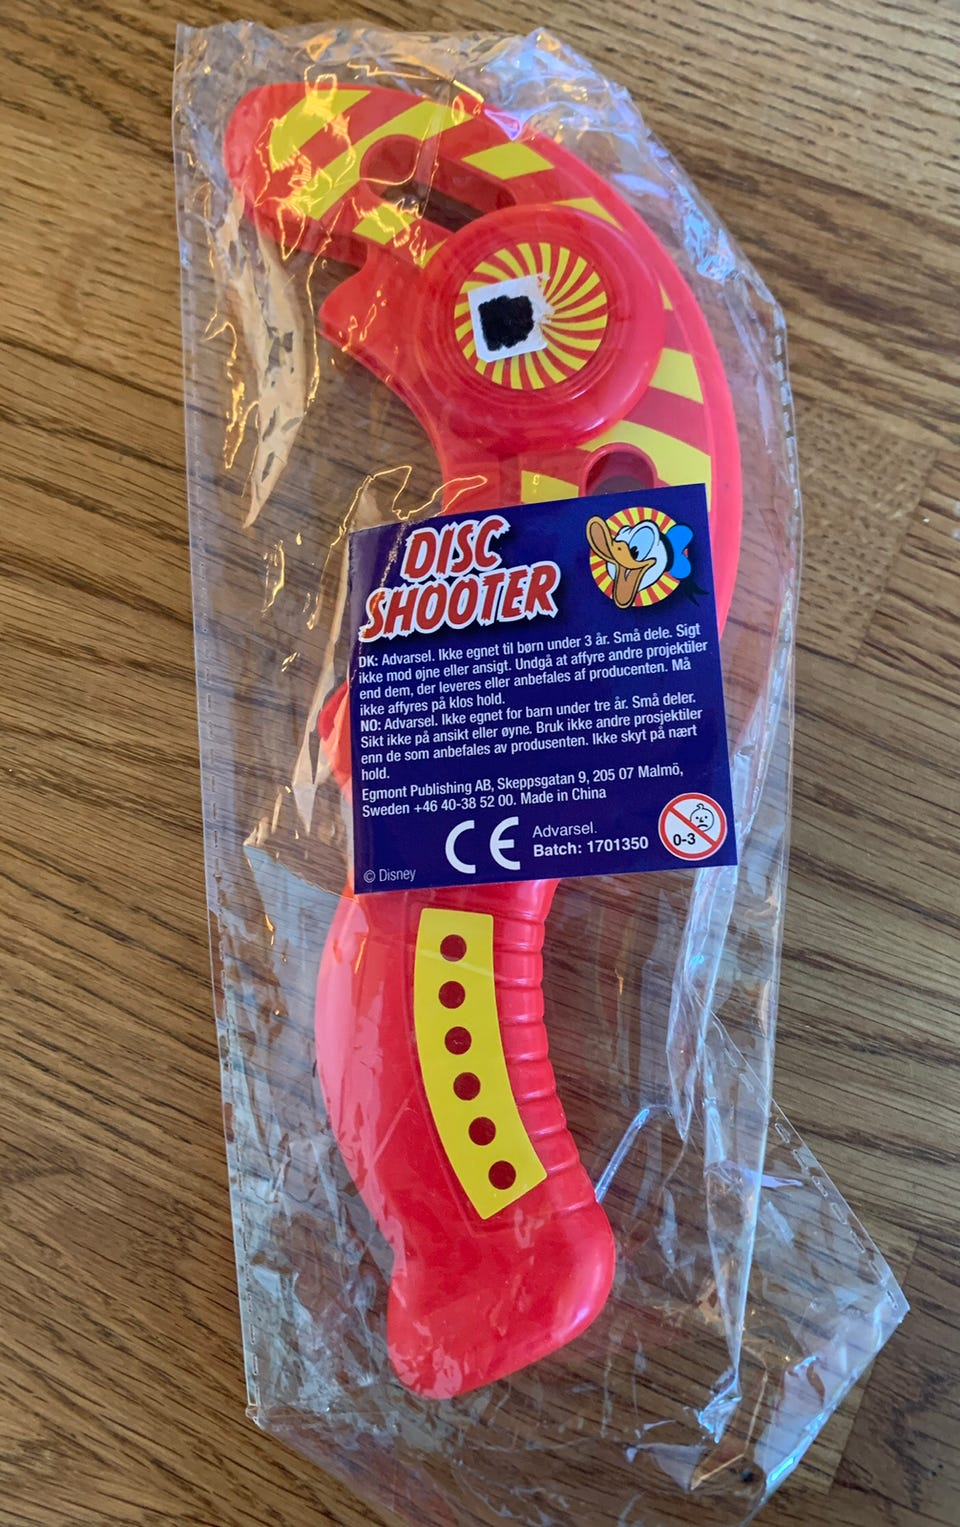 DISC
SHOOTER
DK: Advarsel. Ikke egnet til børn under 3 år. Små dele. Sigt
ikke mod øjne eller ansigt. Undgå at affyre andre projektiler
end dem, der leveres eller anbefales af producenten. Må
ikke affyres på klos hold.
NO: Advarsel. Ikke egnet for barn under tre år. Små deler.
Sikt ikke på ansikt eller øyne. Bruk ikke andre prosjektiler
enn de som anbefales av produsenten. Ikke skyt på nært
hold.
Egmont Publishing AB, Skeppsgatan 9, 205 07 Malmö,
Sweden +46 40-38 52 00. Made in China
CE
Advarsel.
Batch: 1701350
0-3
© Disney